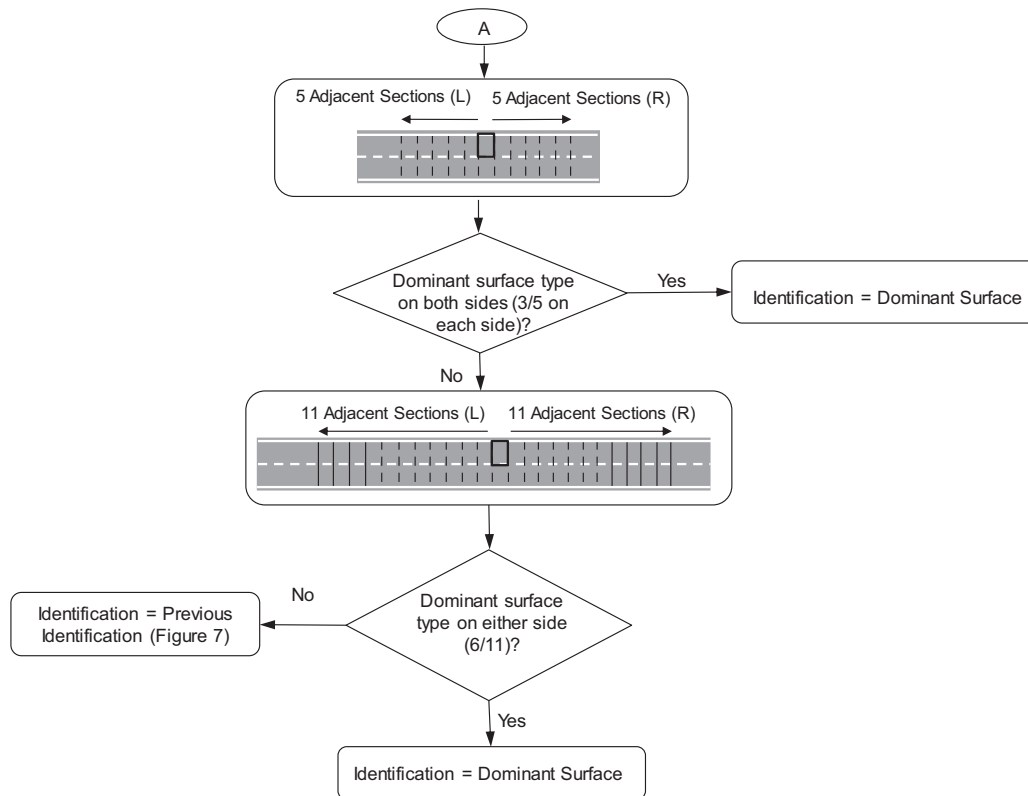 A
5 Adjacent Sections (L) 5 Adjacent Sections (R)
Dominant surface type
on both sides (3/5 on
each side)?
Yes
Identification = Dominant Surface
No
11 Adjacent Sections (L) 11 Adjacent Sections (R)
Dominant surface
type on either side
(6/11)?
No
Identification = Previous
Identification (Figure 7)
Yes
Identification = Dominant Surface